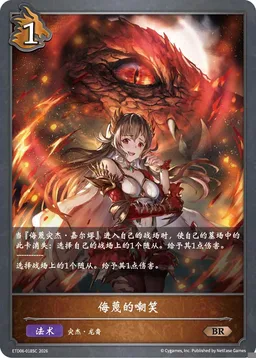 1
当『侮蔑灾杰·嘉尔缪』进入自己的战场时，使自己的墓场中的
此卡消失：选择自己的战场上的1个随从。给予其1点伤害。
选择战场上的1个随从。给予其1点伤害。
侮蔑的嘲笑
法术
灾杰·龙裔
BR
© Cygames, Inc. Published by NetEase Games